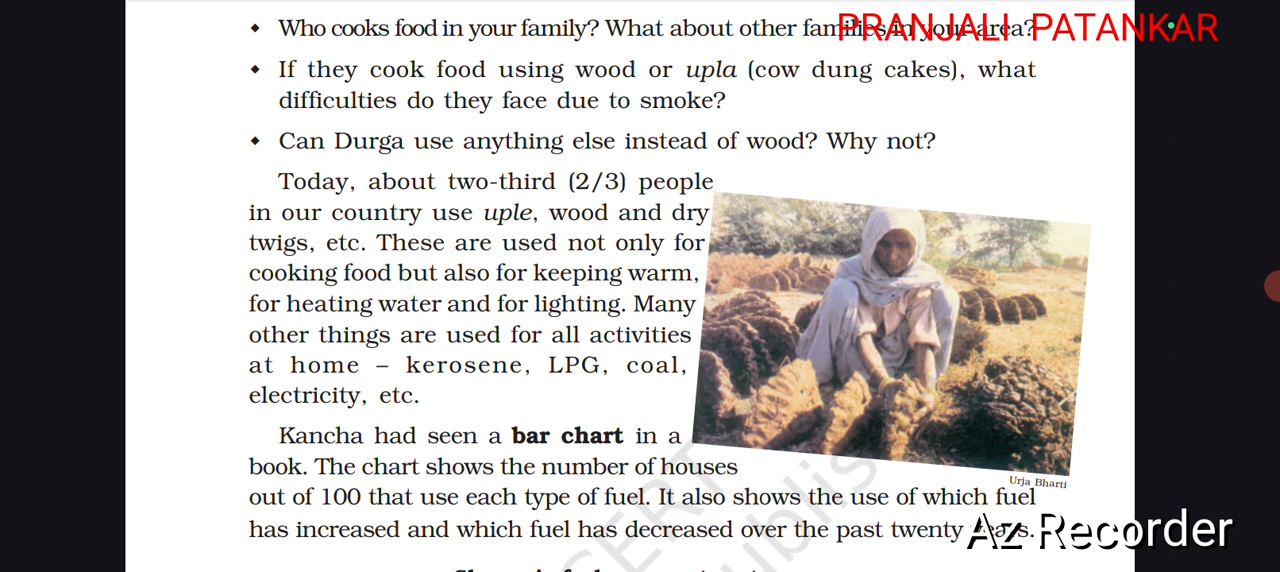 PRANJALI PATANKAR
◆ Who cooks food in your family? What about other families in your area?
◆ If they cook food using wood or upla (cow dung cakes), what
difficulties do they face due to smoke?
◆ Can Durga use anything else instead of wood? Why not?
Today, about two-third (2/3) people
in our country use uple, wood and dry
twigs, etc. These are used not only for
cooking food but also for keeping warm,
for heating water and for lighting. Many
other things are used for all activities
at home – kerosene, LPG, coal,
electricity, etc.
Urja Bharti
Kancha had seen a bar chart in a
book. The chart shows the number of houses
out of 100 that use each type of fuel. It also shows the use of which fuel
has increased and which fuel has decreased over the past twenty years.
Az Recorder